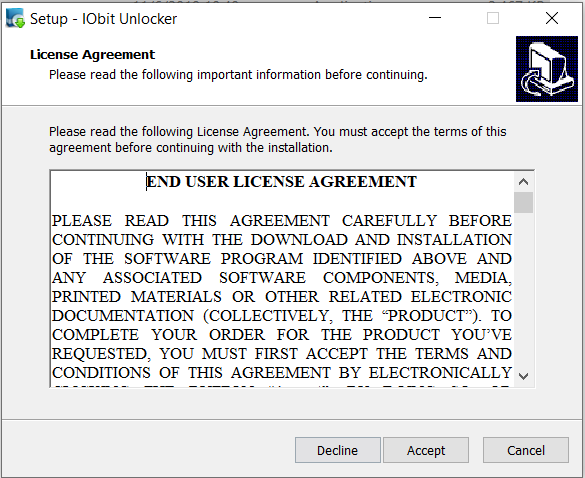 Setup - IObit Unlocker
License Agreement
Please read the following important information before continuing.
Please read the following License Agreement. You must accept the terms of this
agreement before continuing with the installation.
END USER LICENSE AGREEMENT
PLEASE READ THIS AGREEMENT CAREFULLY BEFORE
CONTINUING WITH THE DOWNLOAD AND INSTALLATION
OF THE SOFTWARE PROGRAM IDENTIFIED ABOVE AND
ANY ASSOCIATED SOFTWARE COMPONENTS, MEDIA,
PRINTED MATERIALS OR OTHER RELATED ELECTRONIC
DOCUMENTATION (COLLECTIVELY, THE “PRODUCT”). TO
COMPLETE YOUR ORDER FOR THE PRODUCT YOU’VE
REQUESTED, YOU MUST FIRST ACCEPT THE TERMS AND
CONDITIONS OF THIS AGREEMENT BY ELECTRONICALLY
Decline
Accept
Cancel